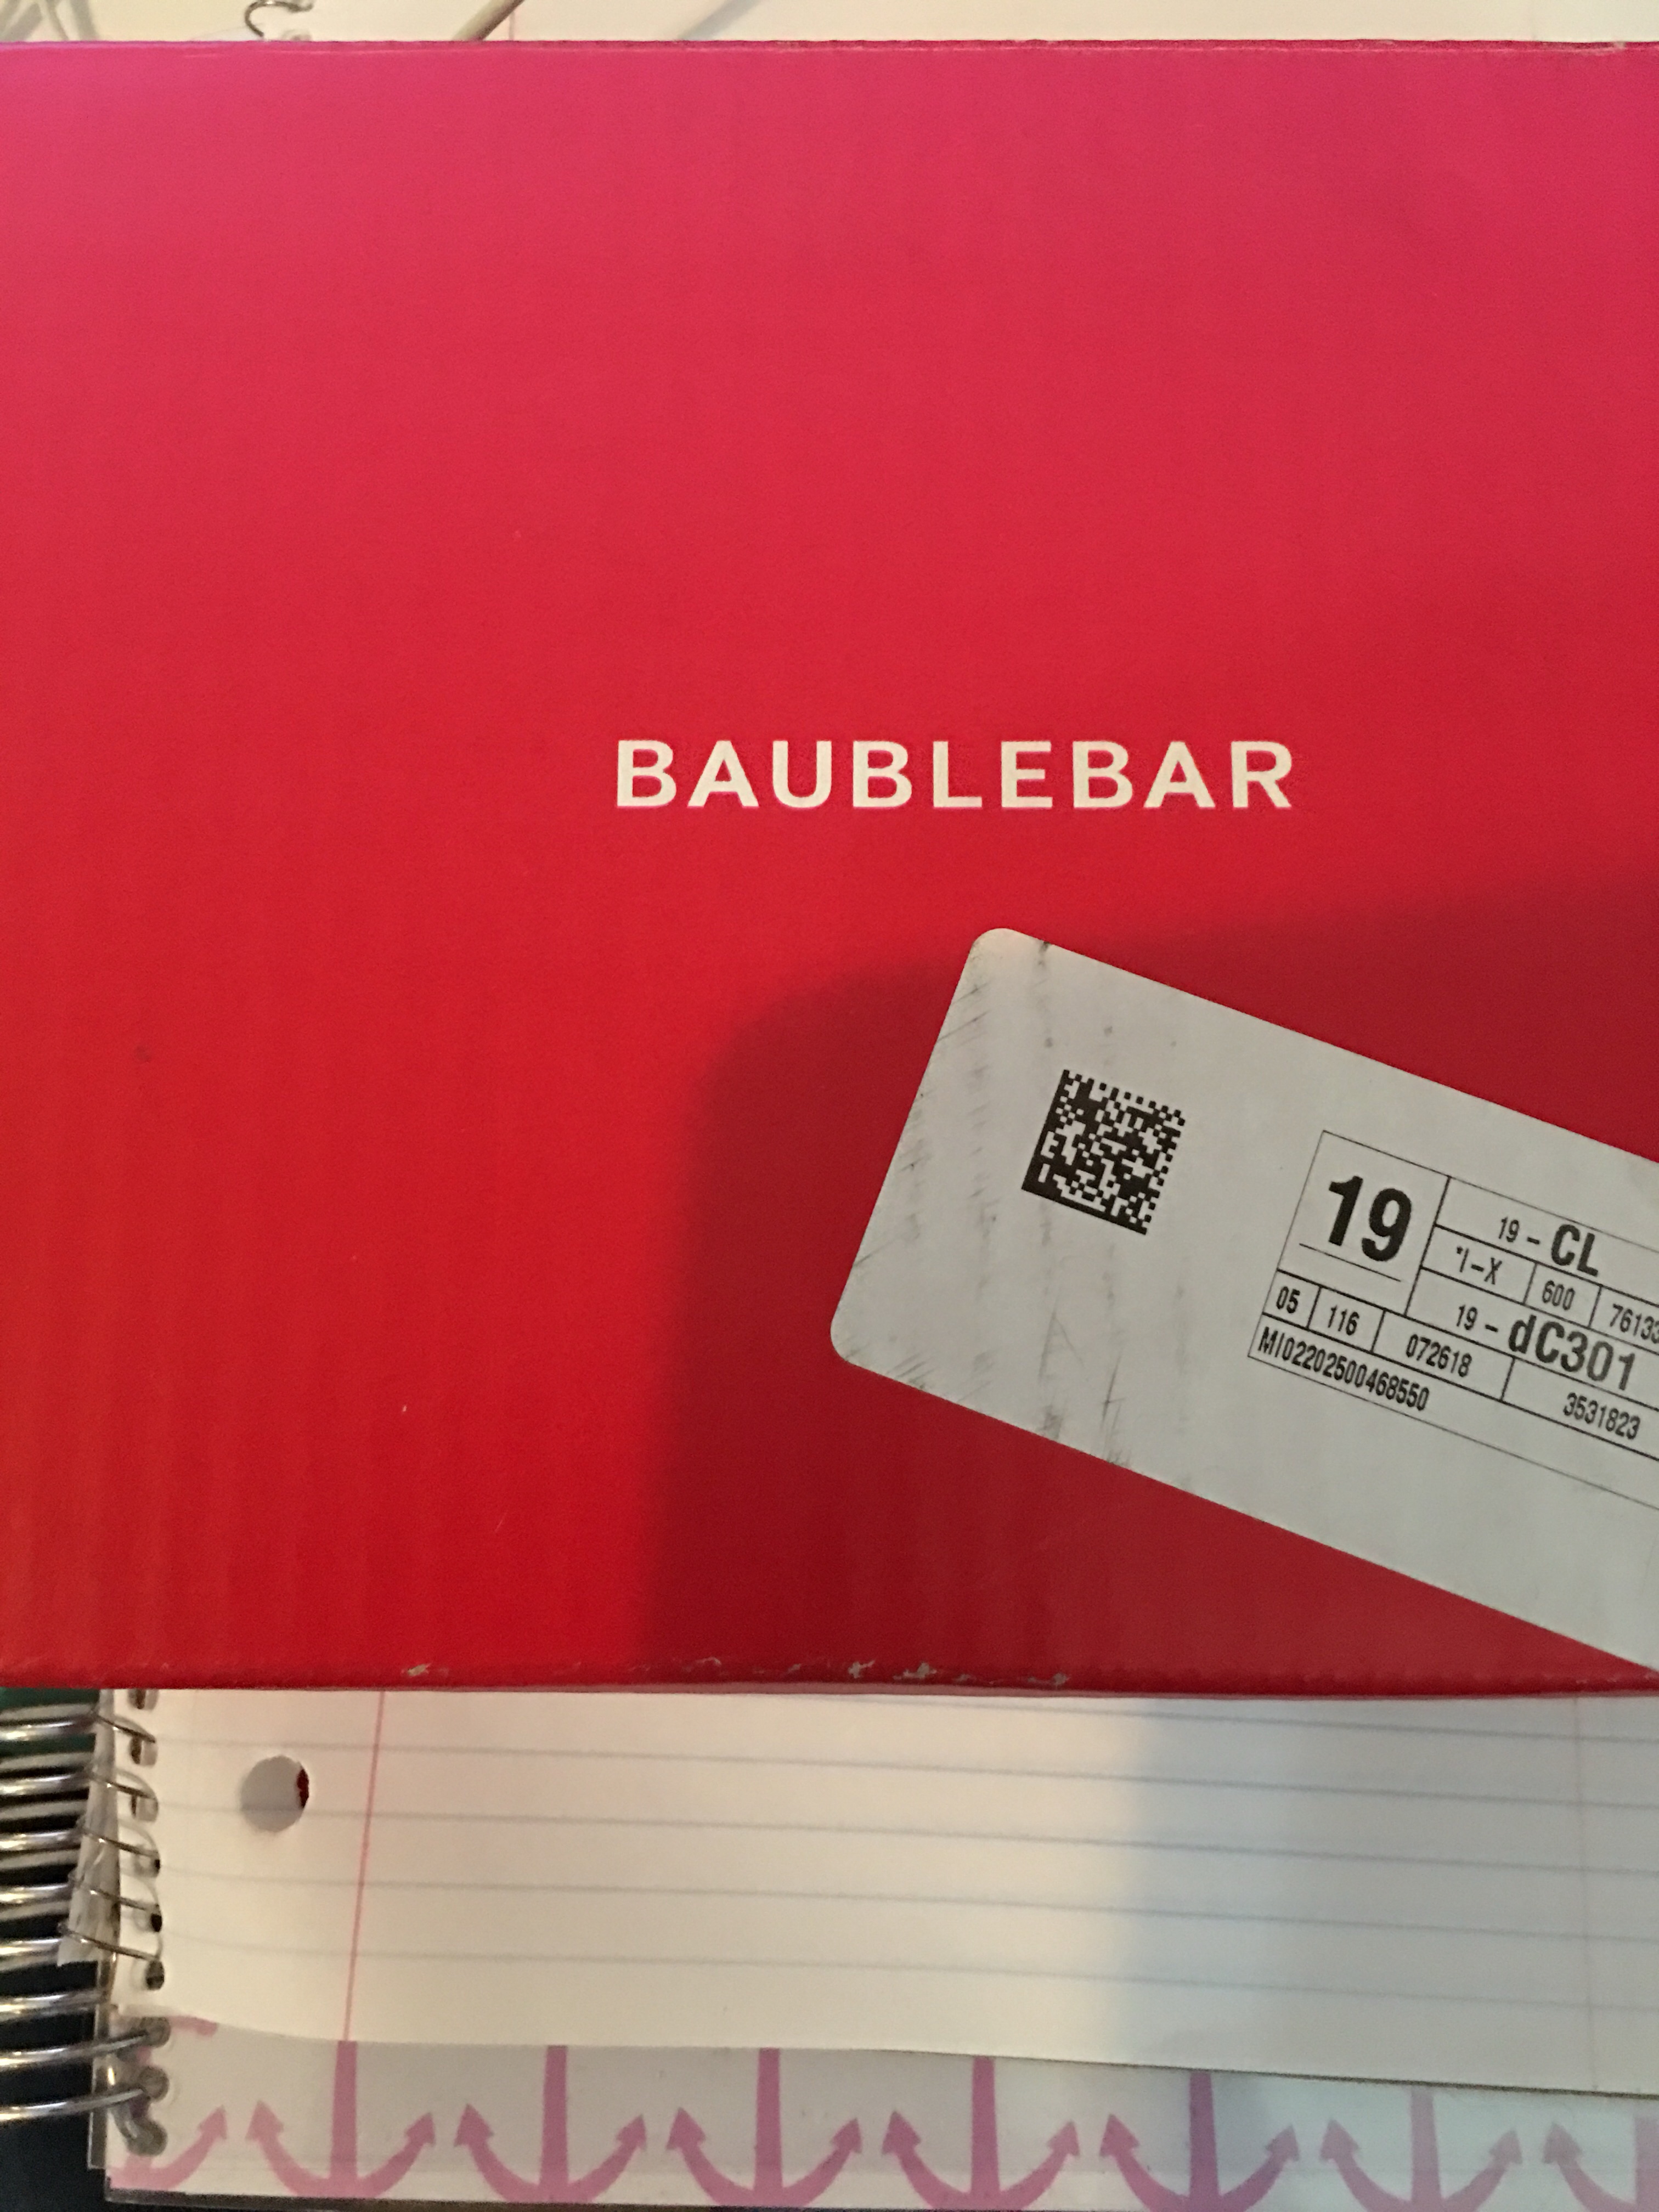 BAUBLEBAR
19
19 - CL
*I-X
600
19 - dC301
05
116
072618
3531823
MI02202500468550